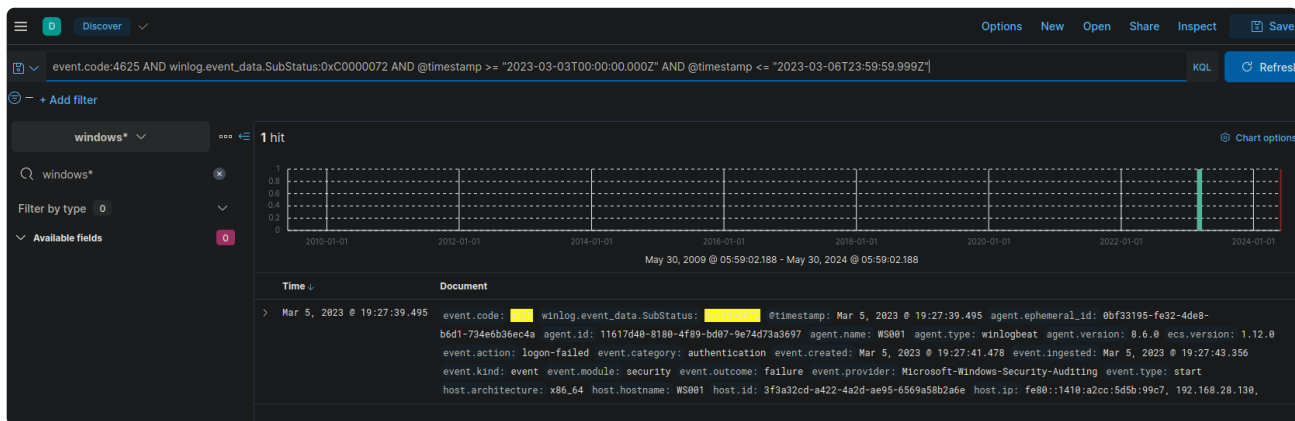 D Discover Options New Open Share Inspect Save
event.code:4625 AND winlog.event_data.SubStatus:0xC0000072 AND @timestamp >= "2023-03-03T00:00:00.000Z" AND @timestamp <= "2023-03-06T23:59:59.999Z" KQL Refresh
+ Add filter
windows* 1 hit Chart options
windows*
Filter by type 0
Available fields 0
1
0.8
0.6
0.4
0.2
0
2010-01-01 2012-01-01 2014-01-01 2016-01-01 2018-01-01 2020-01-01 2022-01-01 2024-01-01
May 30, 2009 @ 05:59:02.188 - May 30, 2024 @ 05:59:02.188
Time Document
Mar 5, 2023 @ 19:27:39.495 event.code: winlog.event_data.SubStatus: @timestamp: Mar 5, 2023 @ 19:27:39.495 agent.ephemeral_id: 0bf33195-fe32-4de8-
b6d1-734e6b36ec4a agent.id: 11617d40-8180-4f89-bd07-9e74d73a3697 agent.name: WS001 agent.type: winlogbeat agent.version: 8.6.0 ecs.version: 1.12.0
event.action: logon-failed event.category: authentication event.created: Mar 5, 2023 @ 19:27:41.478 event.ingested: Mar 5, 2023 @ 19:27:43.356
event.kind: event event.module: security event.outcome: failure event.provider: Microsoft-Windows-Security-Auditing event.type: start
host.architecture: x86_64 host.hostname: WS001 host.id: 3f3a32cd-a422-4a2d-ae95-6569a58b2a6e host.ip: fe80::1410:a2cc:5d5b:99c7, 192.168.28.130,